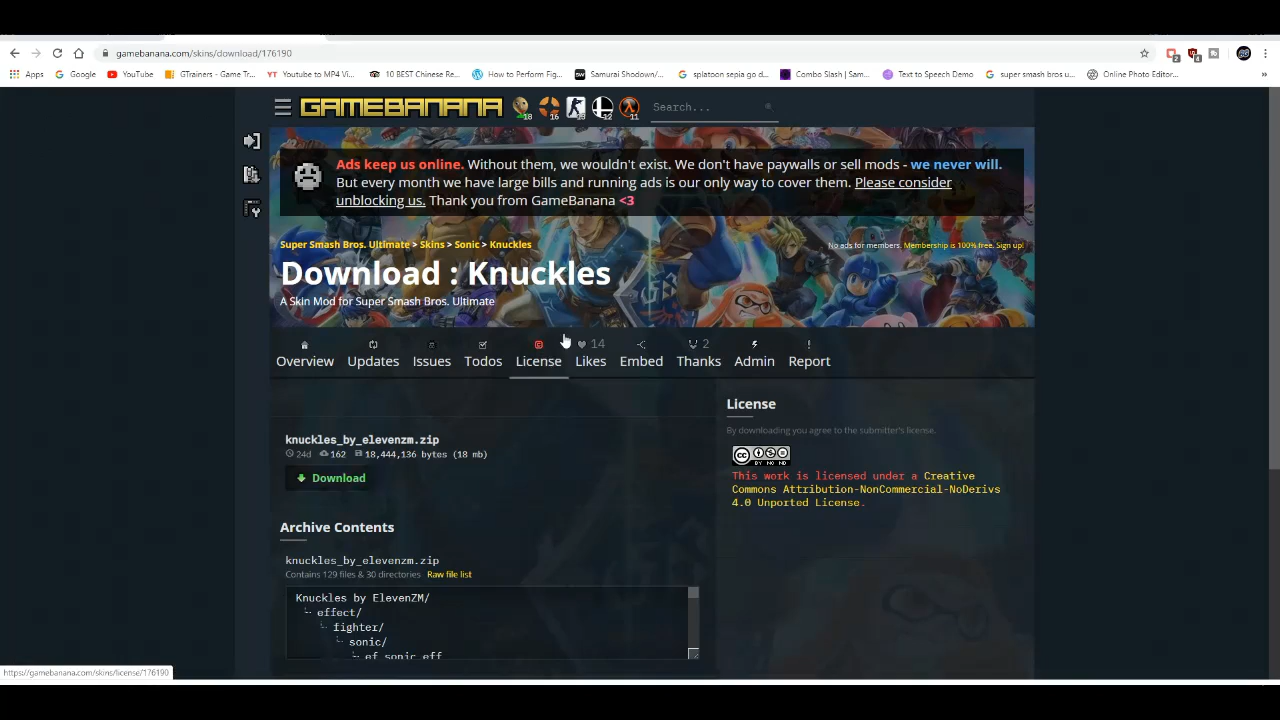 gamebanana.com/skins/download/176190
Apps Google YouTube GTrainers - Game Tr... Youtube to MP4 Vi... 10 BEST Chinese Re... How to Perform Fig... Samurai Shodown/... splatoon sepia go d... Combo Slash | Sam... Text to Speech Demo super smash bros u... Online Photo Editor...
GAMEBANANA 18 16 12 11 Search...
Ads keep us online. Without them, we wouldn't exist. We don't have paywalls or sell mods - we never will.
But every month we have large bills and running ads is our only way to cover them. Please consider
unblocking us. Thank you from GameBanana <3
Super Smash Bros. Ultimate > Skins > Sonic > Knuckles
No ads for members. Membership is 100% free. Sign up!
Download : Knuckles
A Skin Mod for Super Smash Bros. Ultimate
14 2
Overview Updates Issues Todos License Likes Embed Thanks Admin Report
License
By downloading you agree to the submitter's license.
knuckles_by_elevenzm.zip
24d 162 18,444,136 bytes (18 mb)
Download
BY NC ND
This work is licensed under a Creative
Commons Attribution-NonCommercial-NoDerivs
4.0 Unported License.
Archive Contents
knuckles_by_elevenzm.zip
Contains 129 files & 30 directories Raw file list
Knuckles by ElevenZM/
effect/
fighter/
sonic/
ef_sonic.eff
https://gamebanana.com/skins/license/176190